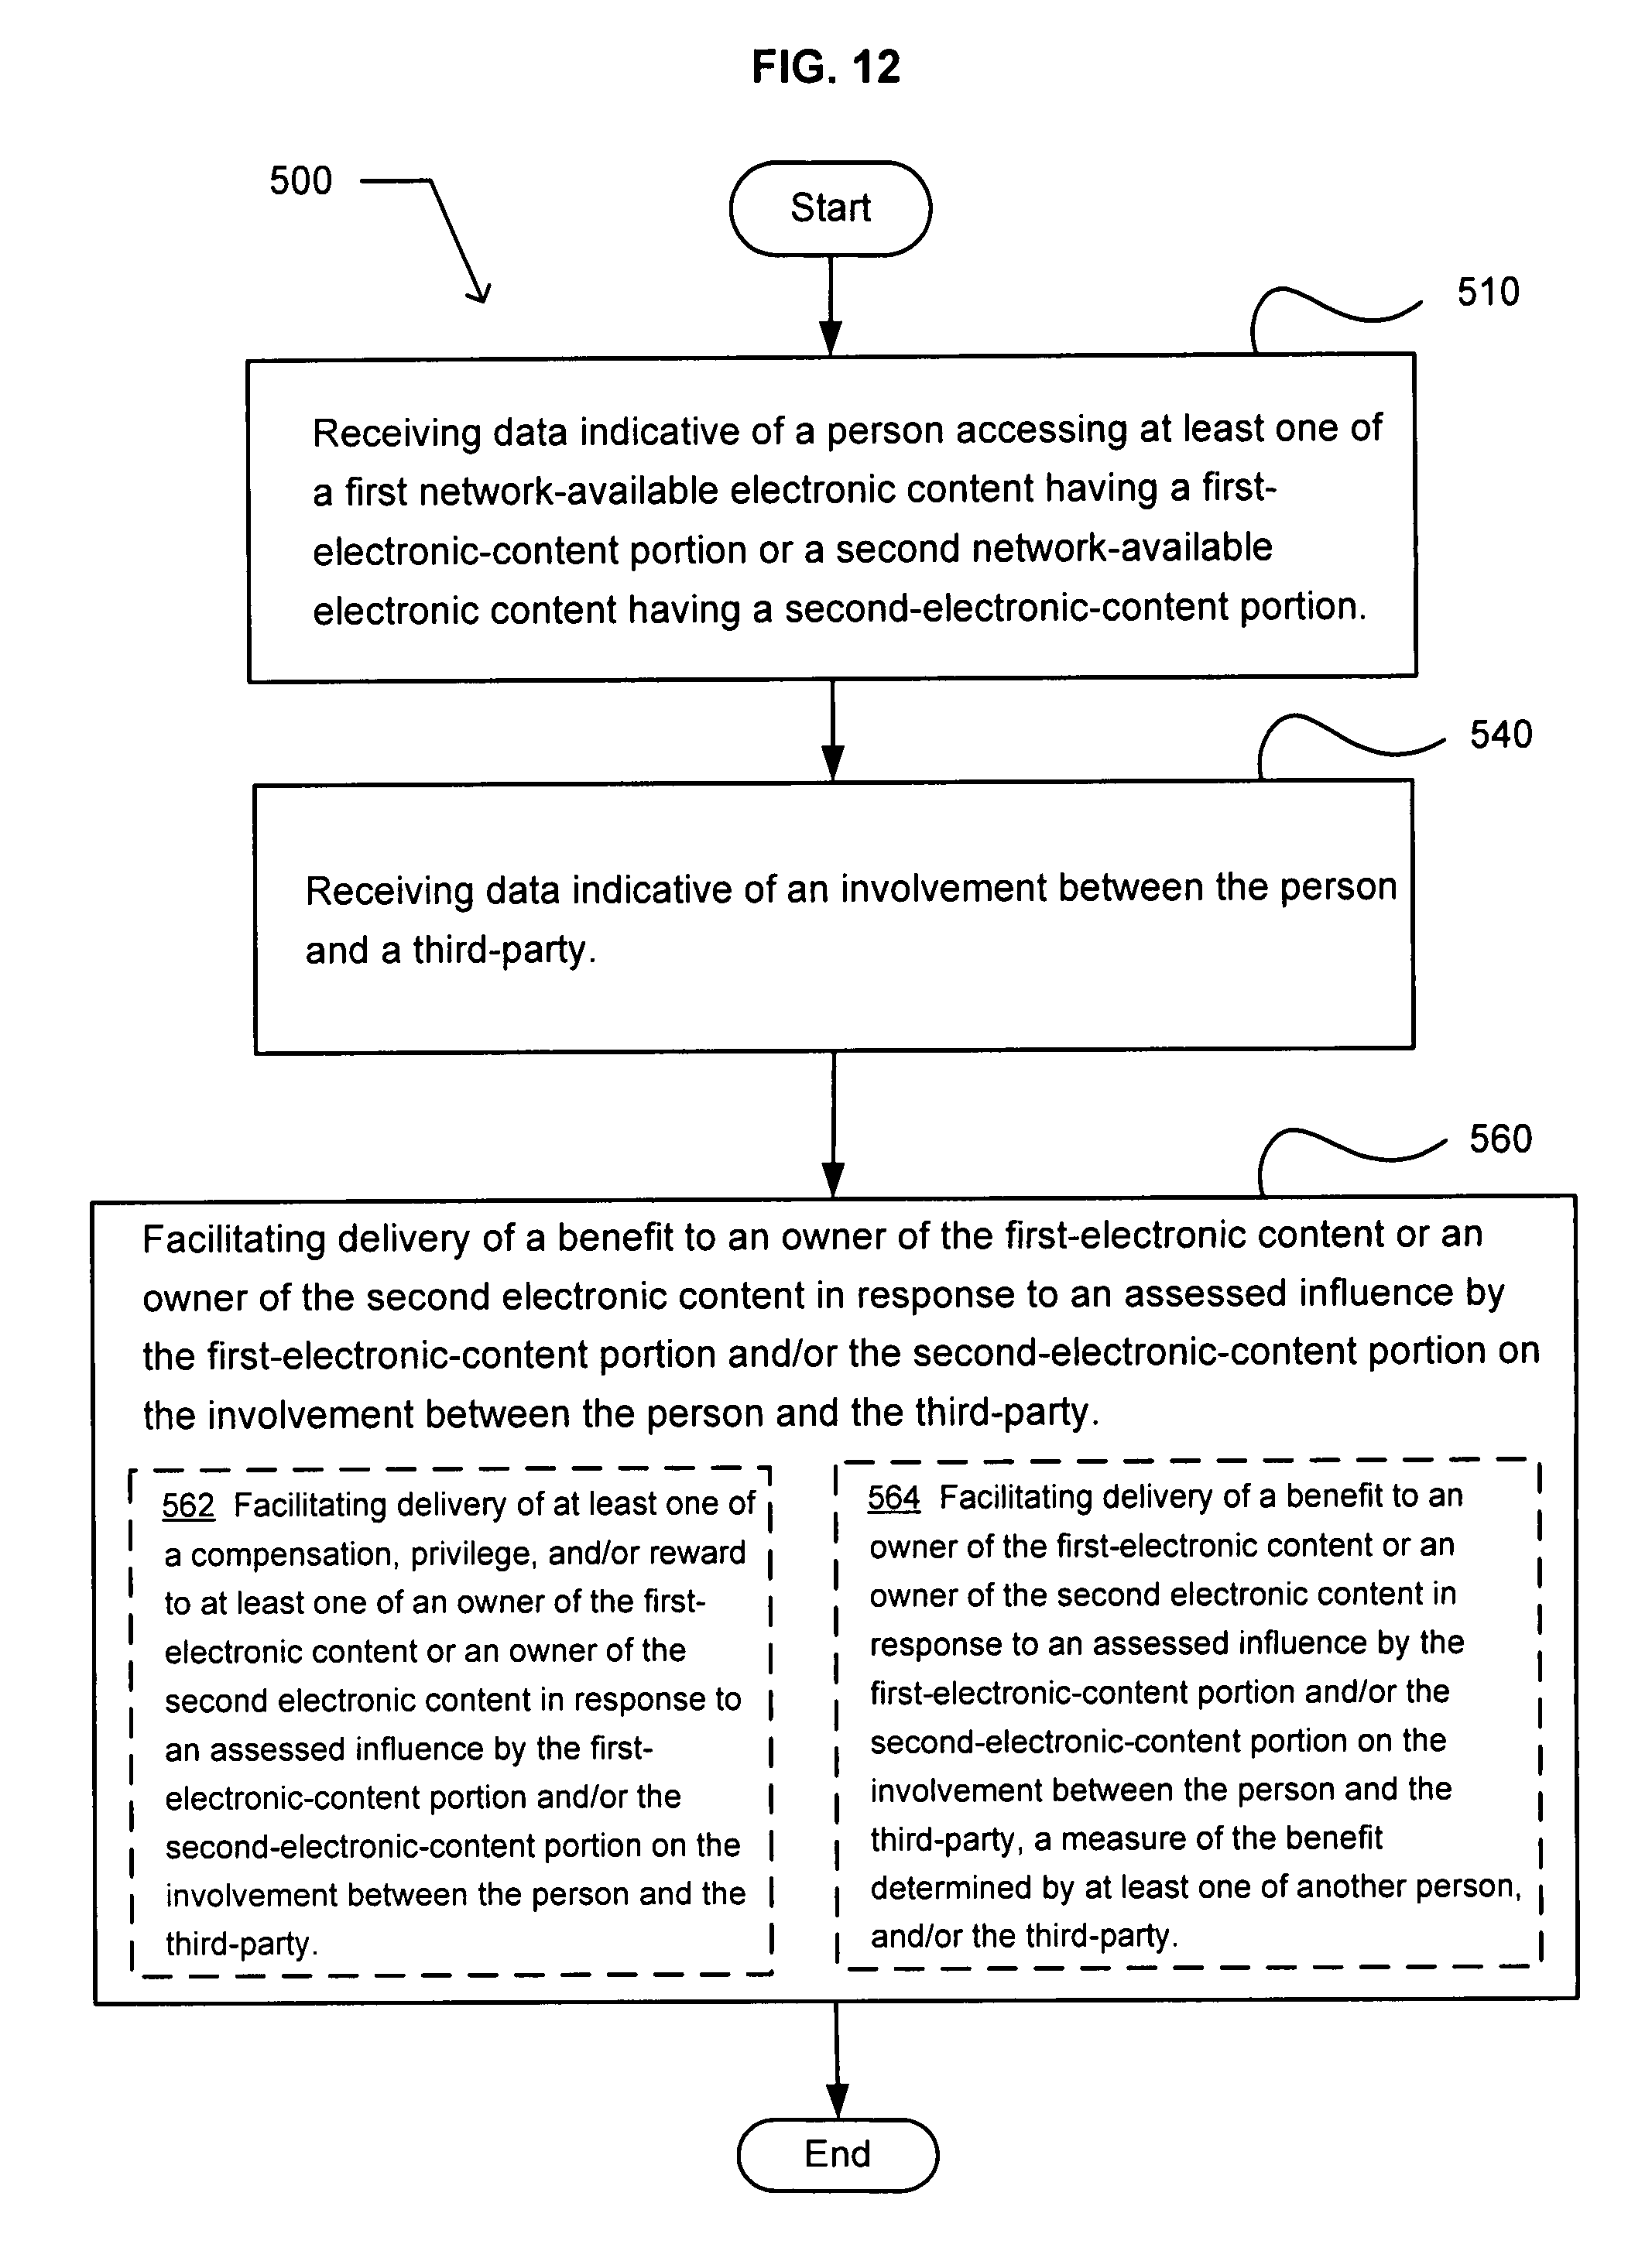 FIG. 12
500
Start
510
Receiving data indicative of a person accessing at least one of
a first network-available electronic content having a first-
electronic-content portion or a second network-available
electronic content having a second-electronic-content portion.
540
Receiving data indicative of an involvement between the person
and a third-party.
560
Facilitating delivery of a benefit to an owner of the first-electronic content or an
owner of the second electronic content in response to an assessed influence by
the first-electronic-content portion and/or the second-electronic-content portion on
the involvement between the person and the third-party.
562 Facilitating delivery of at least one of
a compensation, privilege, and/or reward
to at least one of an owner of the first-
electronic content or an owner of the
second electronic content in response to
an assessed influence by the first-
electronic-content portion and/or the
second-electronic-content portion on the
involvement between the person and the
third-party.
564 Facilitating delivery of a benefit to an
owner of the first-electronic content or an
owner of the second electronic content in
response to an assessed influence by the
first-electronic-content portion and/or the
second-electronic-content portion on the
involvement between the person and the
third-party, a measure of the benefit
determined by at least one of another person,
and/or the third-party.
End